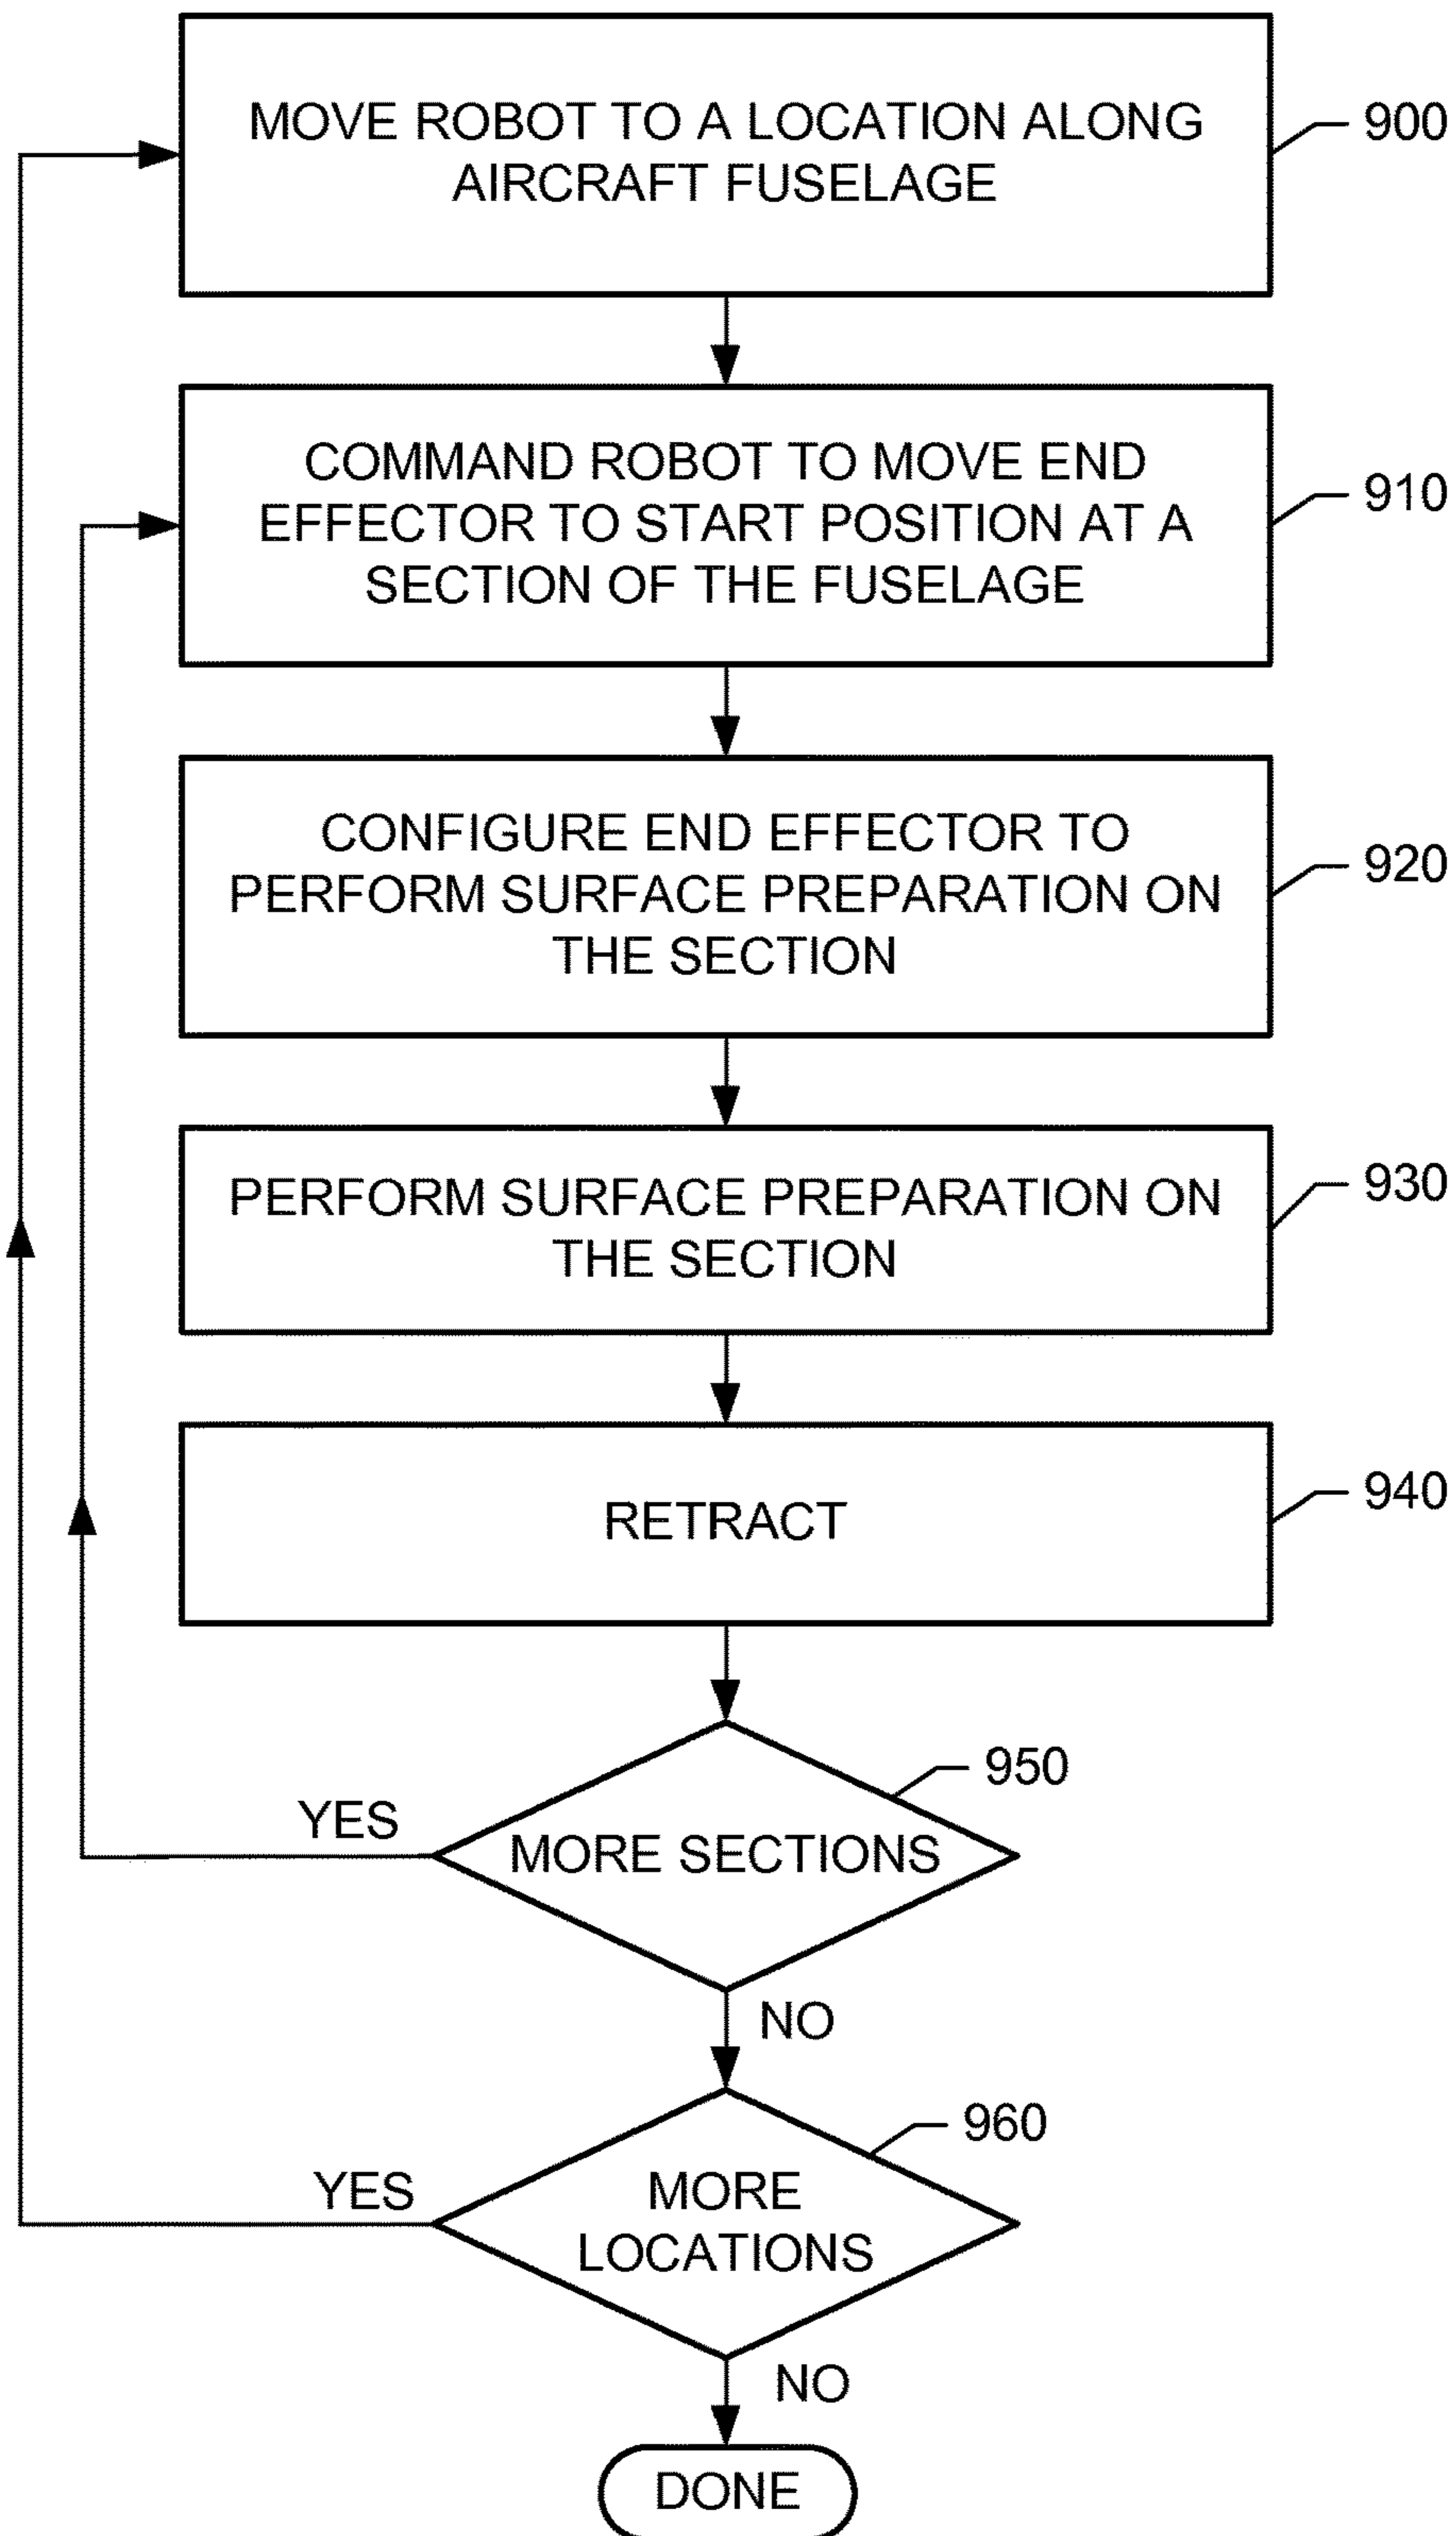 MOVE ROBOT TO A LOCATION ALONG
AIRCRAFT FUSELAGE
900
COMMAND ROBOT TO MOVE END
EFFECTOR TO START POSITION AT A
SECTION OF THE FUSELAGE
910
CONFIGURE END EFFECTOR TO
PERFORM SURFACE PREPARATION ON
THE SECTION
920
PERFORM SURFACE PREPARATION ON
THE SECTION
930
RETRACT
940
950
YES
MORE SECTIONS
NO
960
YES
MORE
LOCATIONS
NO
DONE